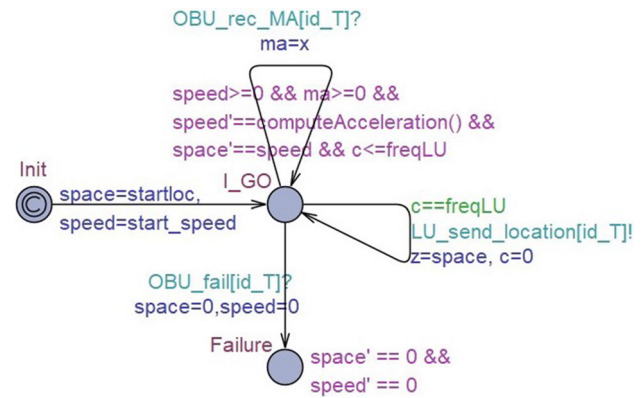 OBU_rec_MA[id_T]?
ma=x
speed>=0 && ma>=0 &&
speed'==computeAcceleration() &&
space'==speed && c<=freqLU
Init
I_GO
C
space=startloc,
speed=start_speed
c==freqLU
LU_send_location[id_T]!
z=space, c=0
OBU_fail[id_T]?
space=0,speed=0
Failure
space' == 0 &&
speed' == 0